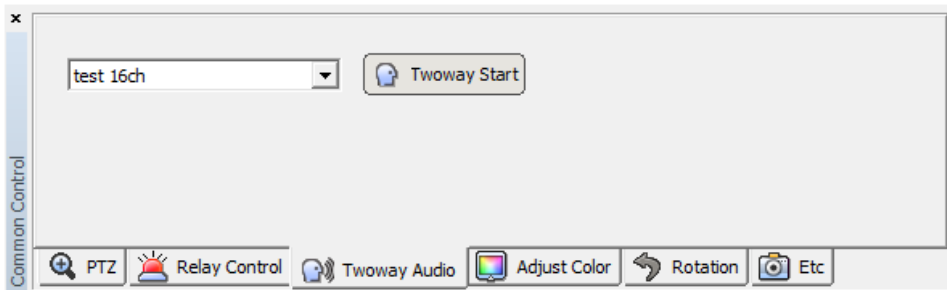 x
Common Control
test 16ch
Twoway Start
PTZ
Relay Control
Twoway Audio
Adjust Color
Rotation
Etc